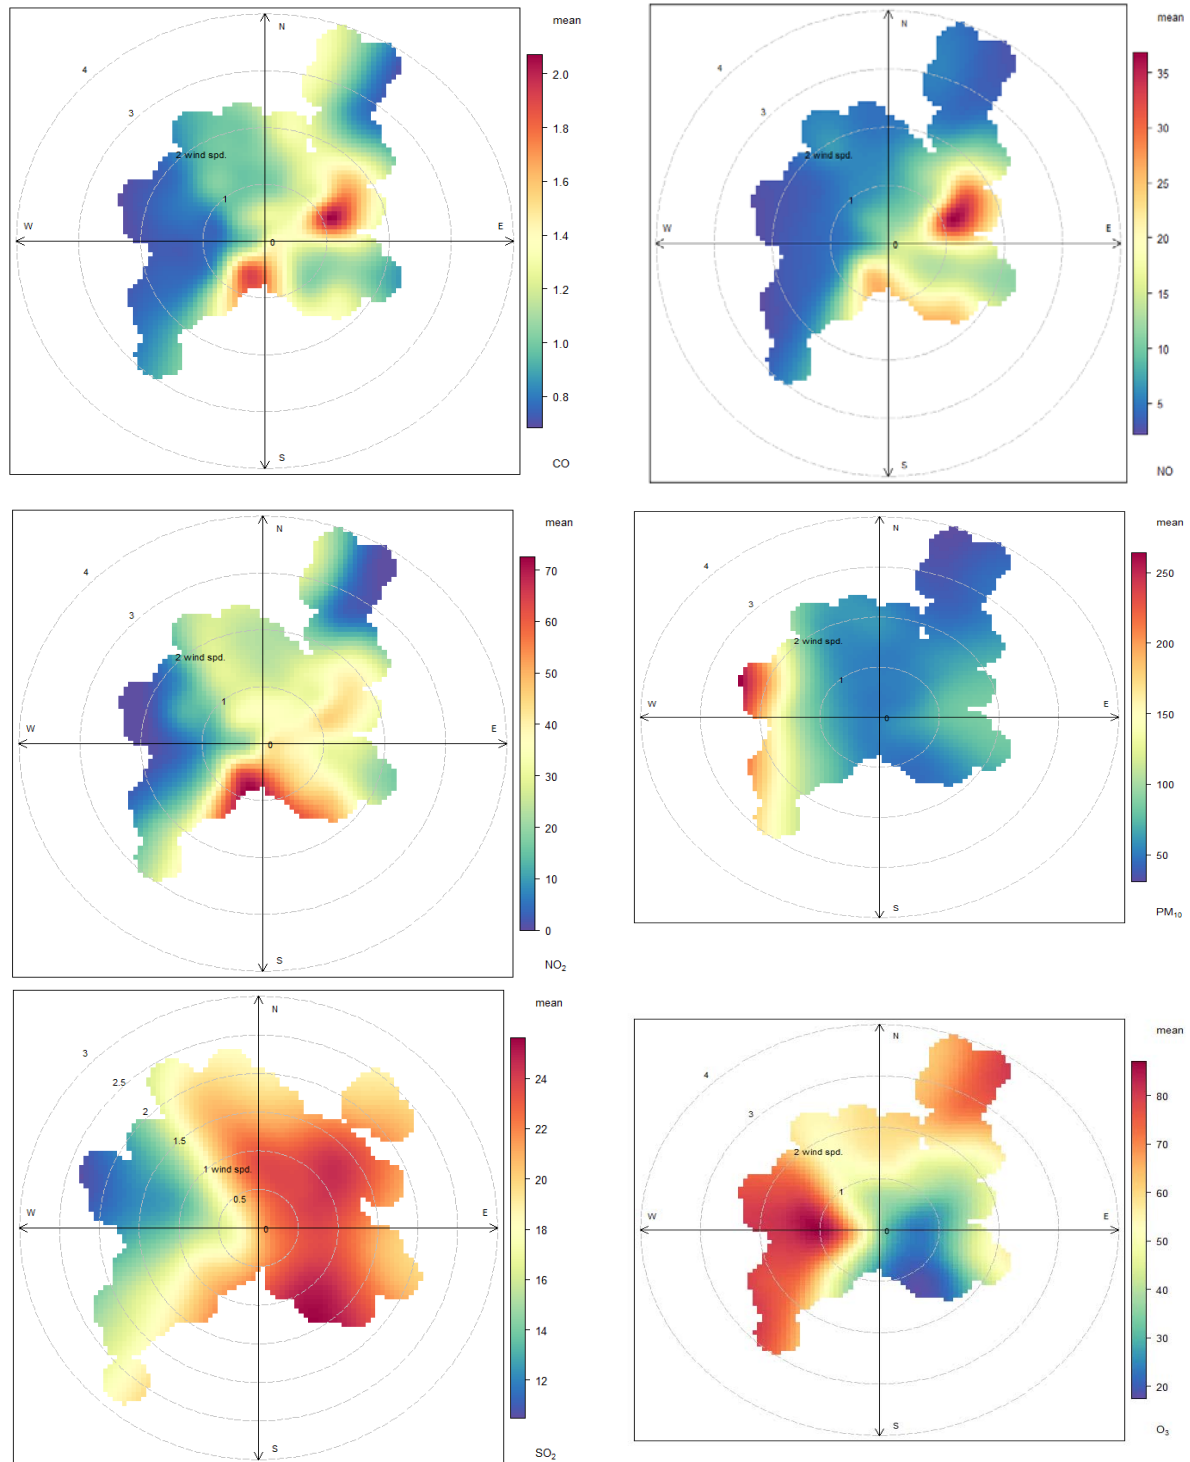 mean
N
4
3
2 wind spd.
1
W
E
0
S
2.0
1.8
1.6
1.4
1.2
1.0
0.8
CO
mean
N
4
3
2 wind spd.
1
W
E
0
S
35
30
25
20
15
10
5
NO
mean
N
4
3
2 wind spd.
1
W
E
0
S
70
60
50
40
30
20
10
0
NO₂
mean
N
4
3
2 wind spd.
1
W
E
0
S
250
200
150
100
50
PM₁₀
mean
N
3
2.5
2
1.5
1 wind spd.
0.5
W
E
0
S
24
22
20
18
16
14
12
SO₂
mean
N
4
3
2 wind spd.
1
W
E
0
S
80
70
60
50
40
30
20
O₃